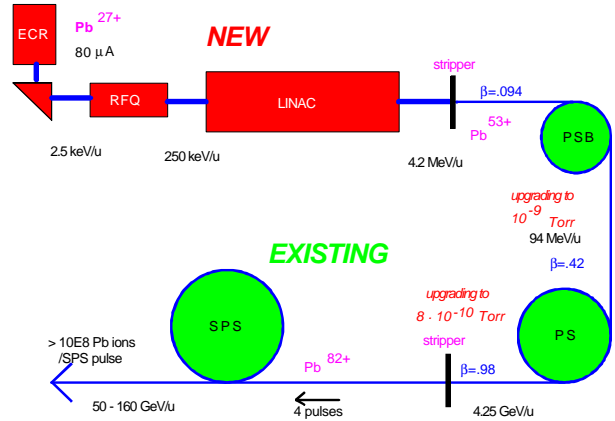 ECR
Pb 27+
80 μA
NEW
RFQ
LINAC
stripper
β=.094
Pb 53+
PSB
2.5 keV/u
250 keV/u
4.2 MeV/u
upgrading to
10 -9 Torr
94 MeV/u
β=.42
EXISTING
upgrading to
8 · 10 -10 Torr
SPS
PS
stripper
> 10E8 Pb ions
/SPS pulse
Pb 82+
β=.98
50 - 160 GeV/u
4 pulses
4.25 GeV/u